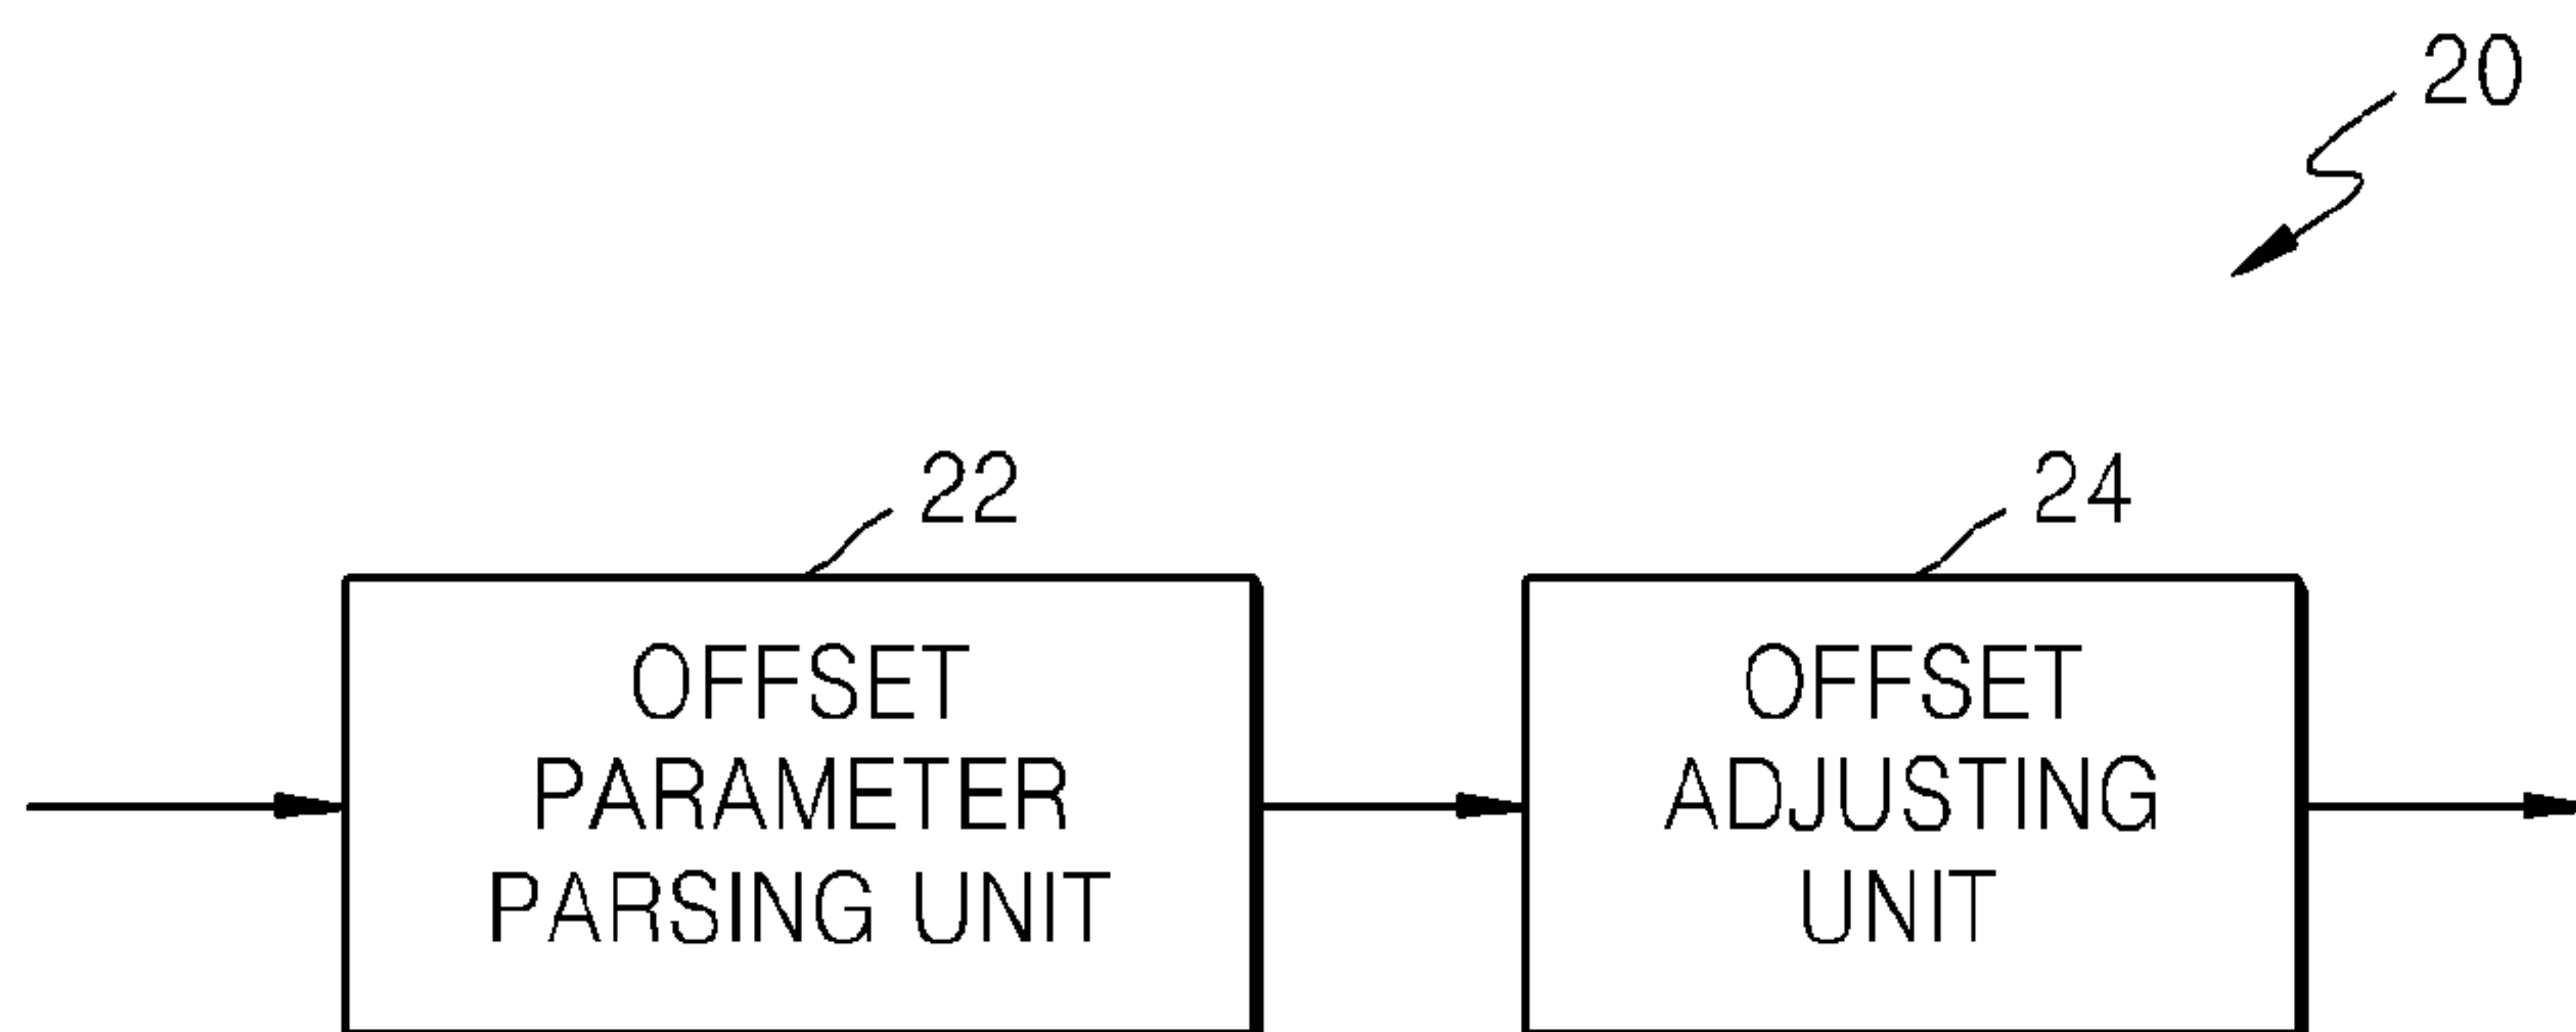 20
22
24
OFFSET
PARAMETER
PARSING UNIT
OFFSET
ADJUSTING
UNIT